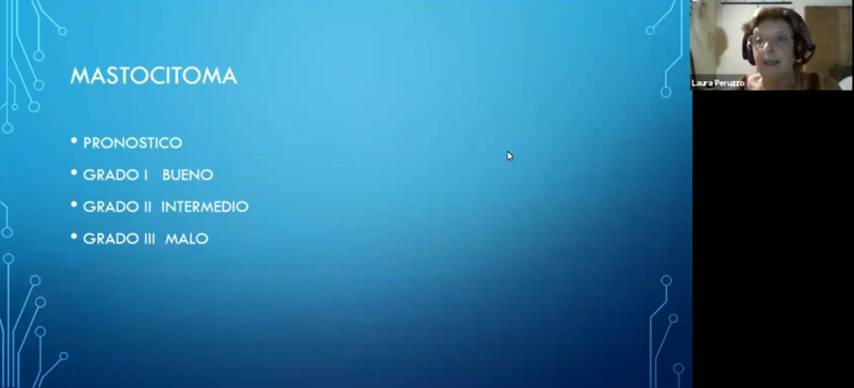 MASTOCITOMA
• PRONOSTICO
• GRADO I BUENO
• GRADO II INTERMEDIO
• GRADO III MALO
Laura Peruzzo